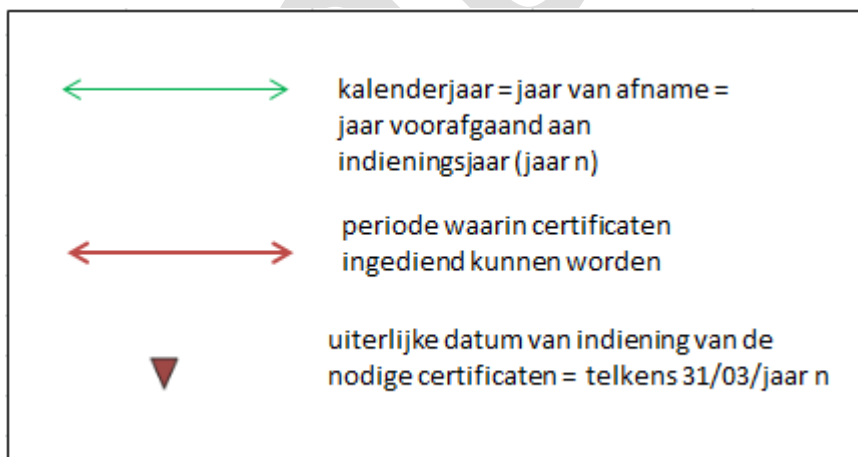 kalenderjaar = jaar van afname =
jaar voorafgaand aan
indieningsjaar (jaar n)
periode waarin certificaten
ingediend kunnen worden
uiterlijke datum van indiening van de
nodige certificaten = telkens 31/03/jaar n